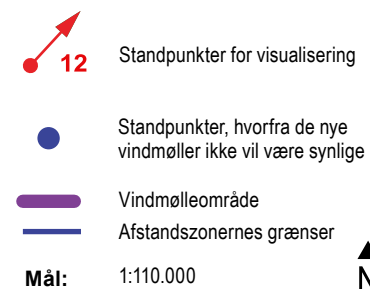 12 Standpunkter for visualisering
Standpunkter, hvorfra de nye
vindmøller ikke vil være synlige
Vindmølleområde
Afstandszonernes grænser
Mål: 1:110.000
N